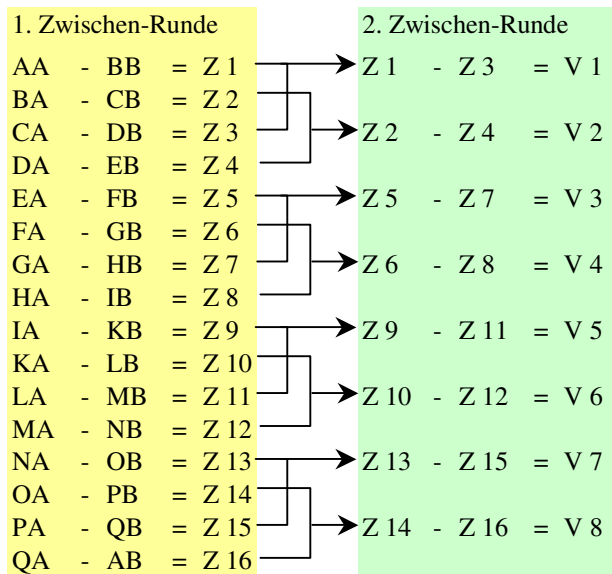 1. Zwischen-Runde
AA - BB = Z 1
BA - CB = Z 2
CA - DB = Z 3
DA - EB = Z 4
EA - FB = Z 5
FA - GB = Z 6
GA - HB = Z 7
HA - IB = Z 8
IA - KB = Z 9
KA - LB = Z 10
LA - MB = Z 11
MA - NB = Z 12
NA - OB = Z 13
OA - PB = Z 14
PA - QB = Z 15
QA - AB = Z 16
2. Zwischen-Runde
Z 1 - Z 3 = V 1
Z 2 - Z 4 = V 2
Z 5 - Z 7 = V 3
Z 6 - Z 8 = V 4
Z 9 - Z 11 = V 5
Z 10 - Z 12 = V 6
Z 13 - Z 15 = V 7
Z 14 - Z 16 = V 8